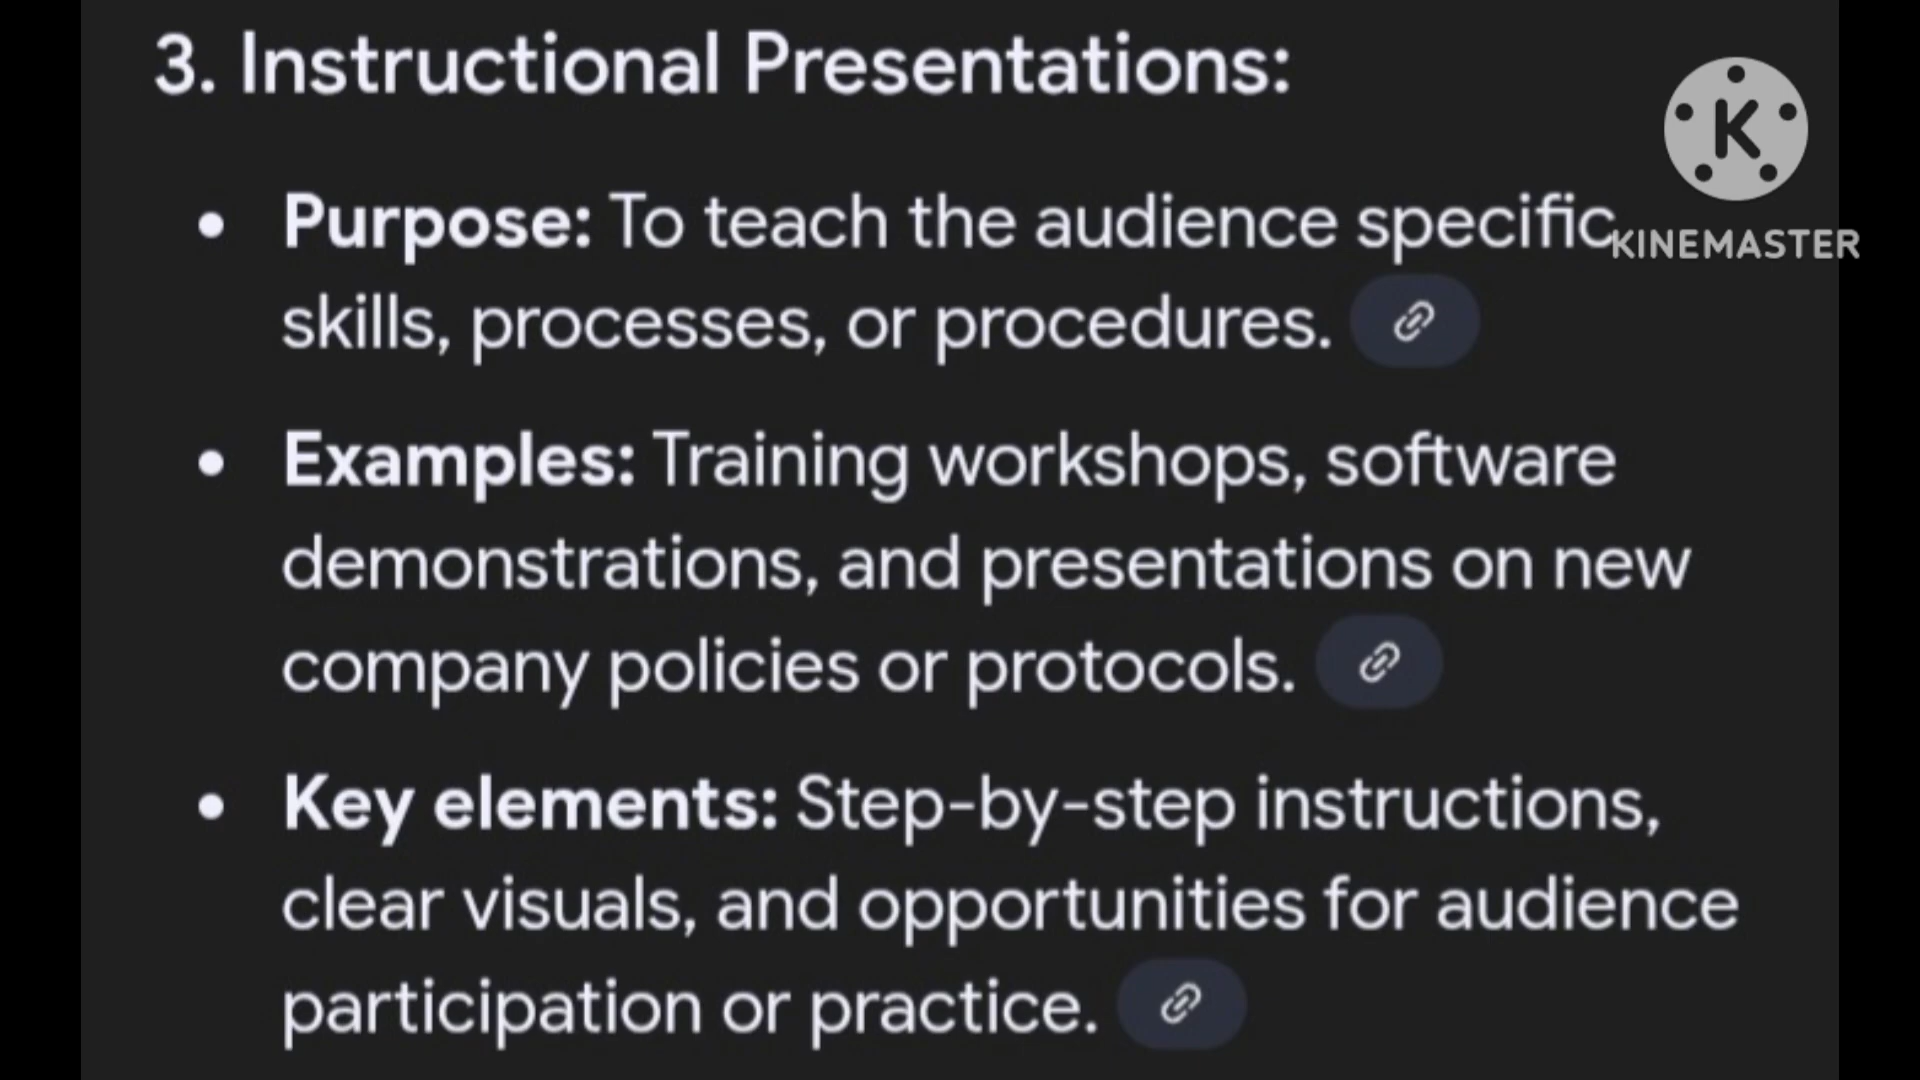 3. Instructional Presentations:
K
KINEMASTER
• Purpose: To teach the audience specific
skills, processes, or procedures.
• Examples: Training workshops, software
demonstrations, and presentations on new
company policies or protocols.
• Key elements: Step-by-step instructions,
clear visuals, and opportunities for audience
participation or practice.